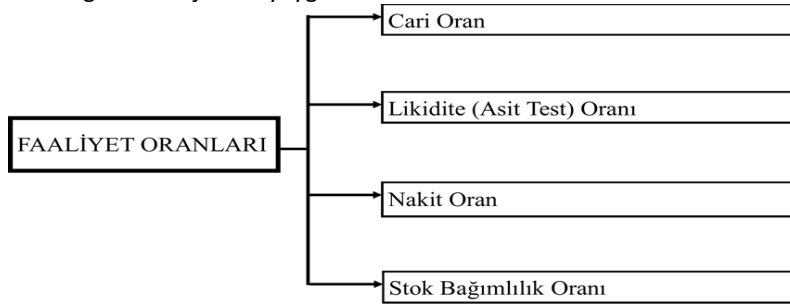 Cari Oran
Likidite (Asit Test) Oranı
FAALİYET ORANLARI
Nakit Oran
Stok Bağımlılık Oranı